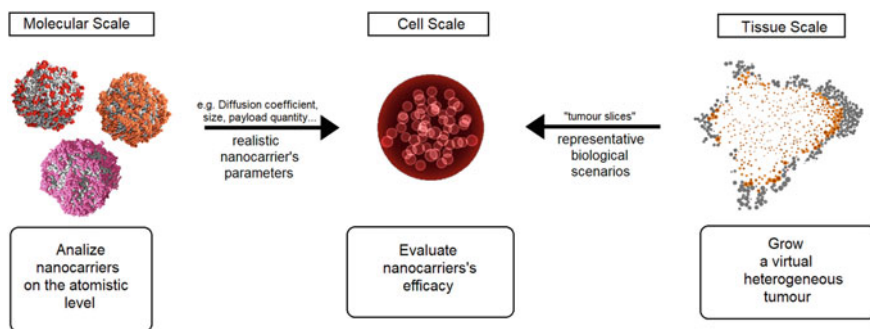 Molecular Scale
Cell Scale
Tissue Scale
e.g. Diffusion coefficient,
size, payload quantity...
realistic
nanocarrier's
parameters
"tumour slices"
representative
biological
scenarios
Analize
nanocarriers
on the atomistic
level
Evaluate
nanocarriers's
efficacy
Grow
a virtual
heterogeneous
tumour